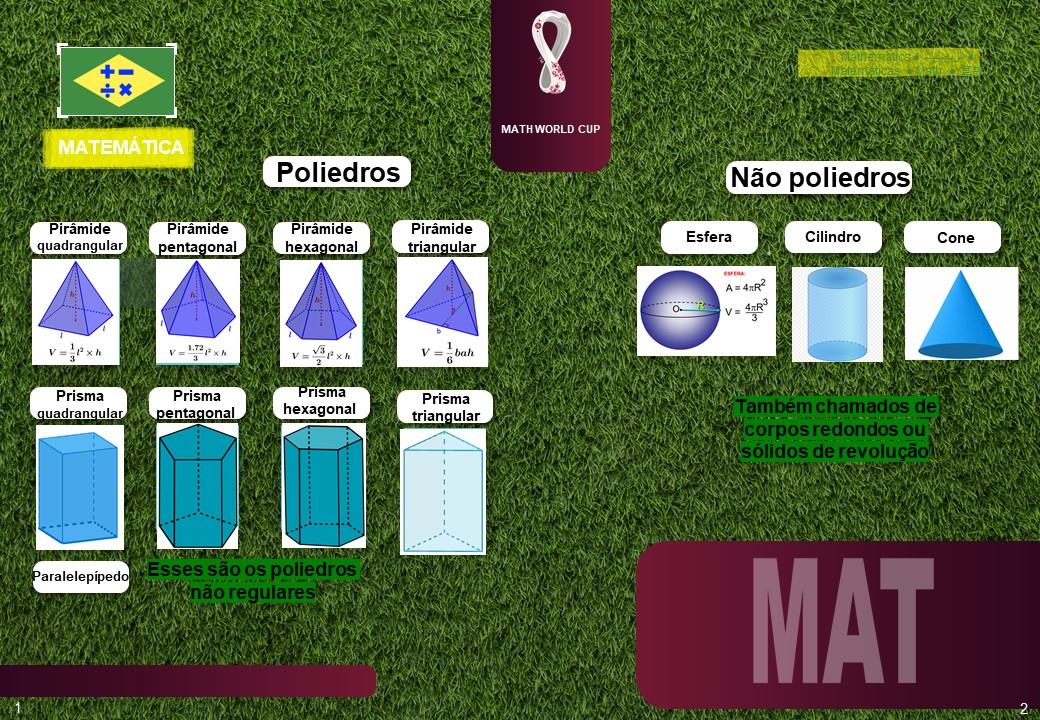 MATH WORLD CUP
Mathematics ●
Matemáticas ● Math ●
MATEMÁTICA
Poliedros
Pirâmide
quadrangular
Pirâmide
pentagonal
Pirâmide
hexagonal
Pirâmide
triangular
h
l
l
V = 1/3 l² × h
h
l
l
V = 1.72/3 l² × h
h
l
l
V = √3/2 l² × h
h
b
V = 1/6 bah
Prisma
quadrangular
Prisma
pentagonal
Prisma
hexagonal
Prisma
triangular
Paralelepípedo
Esses são os poliedros
não regulares
1
Não poliedros
Esfera
Cilindro
Cone
ESFERA:
A = 4πR²
V = 4πR³/3
O
R
Também chamados de
corpos redondos ou
sólidos de revolução
MAT
2